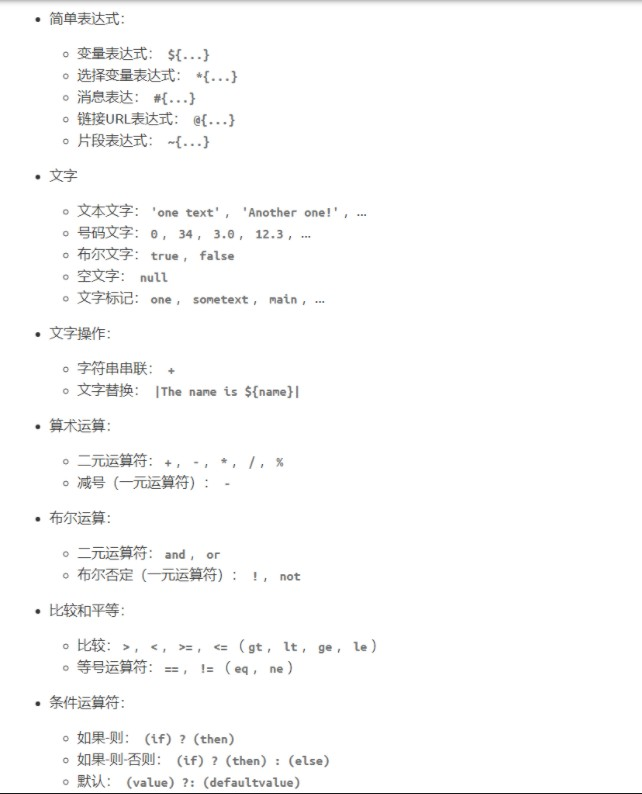 简单表达式：
变量表达式： ${...}
选择变量表达式： *{...}
消息表达： #{...}
链接URL表达式： @{...}
片段表达式： ~{...}
文字
文本文字： 'one text' ， 'Another one!' ，…
号码文字： 0 ， 34 ， 3.0 ， 12.3 ，…
布尔文字： true ， false
空文字： null
文字标记： one ， sometext ， main ，…
文字操作：
字符串串联： +
文字替换： |The name is ${name}|
算术运算：
二元运算符： + ， - ， * ， / ， %
减号（一元运算符）： -
布尔运算：
二元运算符： and ， or
布尔否定（一元运算符）： ! ， not
比较和平等：
比较： > ， < ， >= ， <= （ gt ， lt ， ge ， le ）
等号运算符： == ， != （ eq ， ne ）
条件运算符：
如果-则： (if) ? (then)
如果-则-否则： (if) ? (then) : (else)
默认： (value) ?: (defaultvalue)